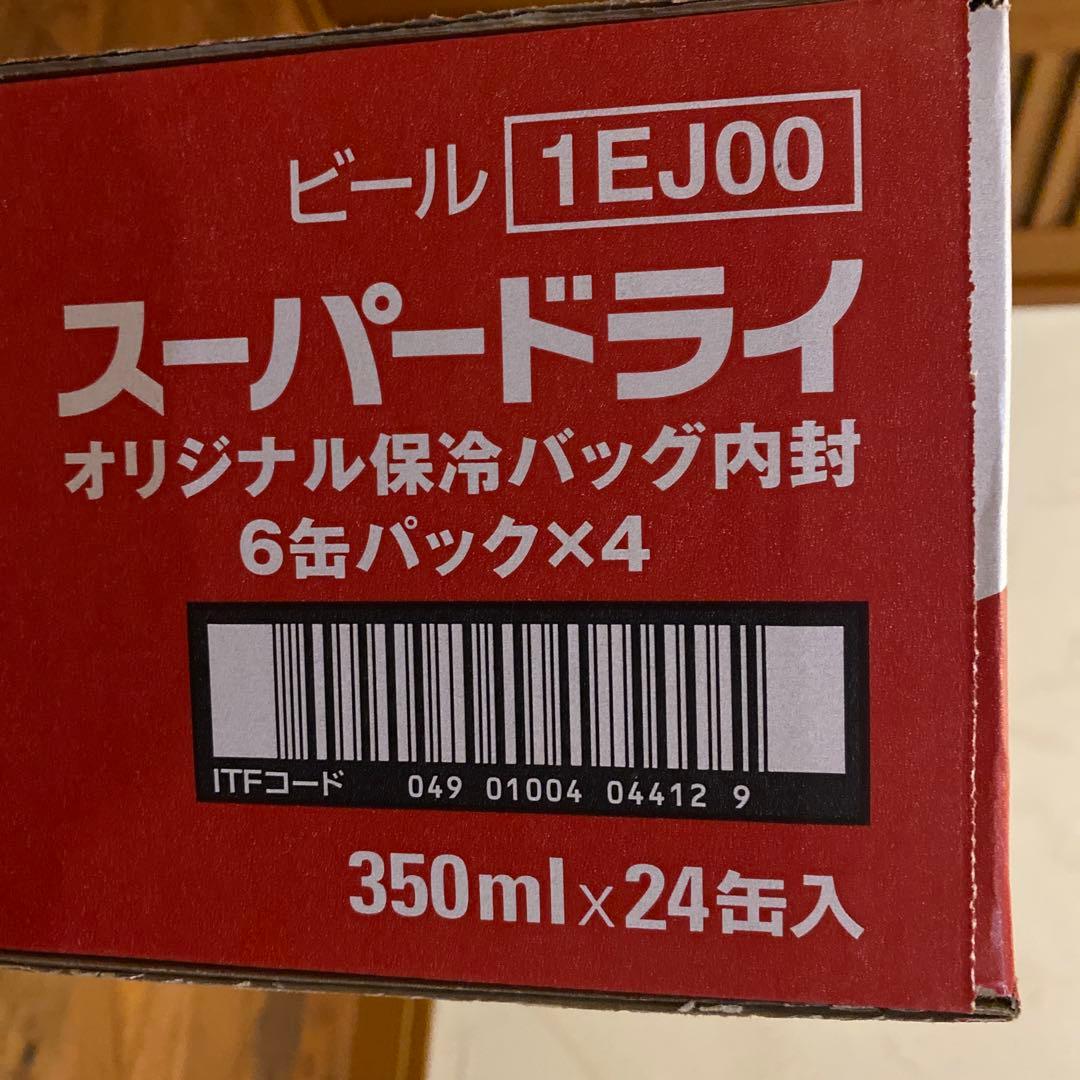 ビール 1EJ00
スーパードライ
オリジナル保冷バッグ内封
6缶パック×4
ITFコード 049 01004 04412 9
350ml×24缶入